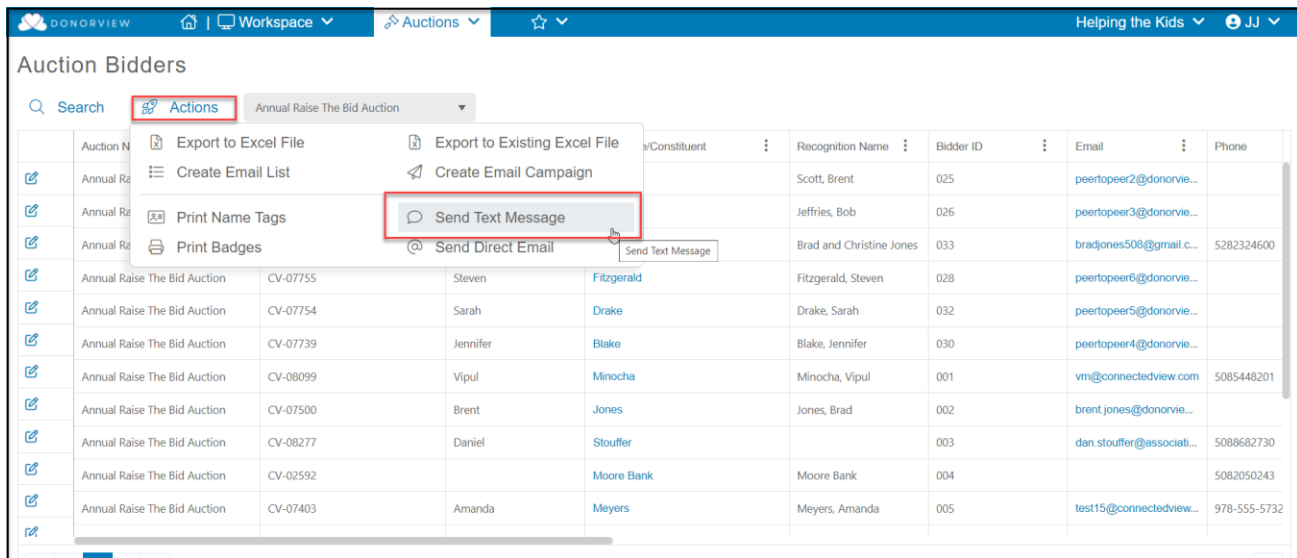 DONORVIEW | Workspace Auctions Helping the Kids JJ
Auction Bidders
Search Actions Annual Raise The Bid Auction
Export to Excel File Export to Existing Excel File
Create Email List Create Email Campaign
Print Name Tags Send Text Message
Print Badges Send Direct Email
Send Text Message
Auction N e/Constituent Recognition Name Bidder ID Email Phone
Annual Ra Scott, Brent 025 peertopeer2@donorvie...
Annual Ra Jeffries, Bob 026 peertopeer3@donorvie...
Annual Ra Brad and Christine Jones 033 bradjones508@gmail.c... 5282324600
Annual Raise The Bid Auction CV-07755 Steven Fitzgerald Fitzgerald, Steven 028 peertopeer6@donorvie...
Annual Raise The Bid Auction CV-07754 Sarah Drake Drake, Sarah 032 peertopeer5@donorvie...
Annual Raise The Bid Auction CV-07739 Jennifer Blake Blake, Jennifer 030 peertopeer4@donorvie...
Annual Raise The Bid Auction CV-08099 Vipul Minocha Minocha, Vipul 001 vm@connectedview.com 5085448201
Annual Raise The Bid Auction CV-07500 Brent Jones Jones, Brad 002 brent.jones@donorvie...
Annual Raise The Bid Auction CV-08277 Daniel Stouffer 003 dan.stouffer@associati... 5088682730
Annual Raise The Bid Auction CV-02592 Moore Bank Moore Bank 004 5082050243
Annual Raise The Bid Auction CV-07403 Amanda Meyers Meyers, Amanda 005 test15@connectedview... 978-555-5732